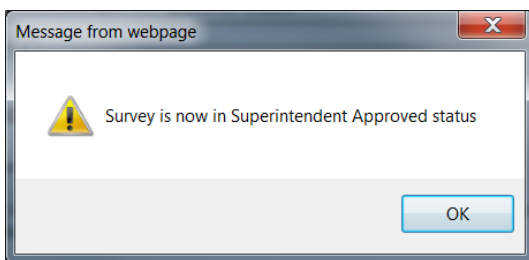 Message from webpage
Survey is now in Superintendent Approved status
OK